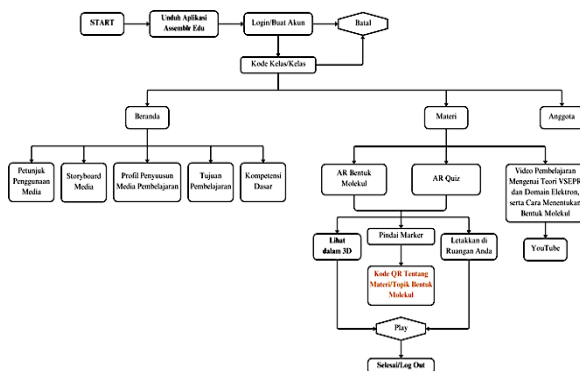 START
Unduh Aplikasi
Assemblr Edu
Login/Buat Akun
Batal
Kode Kelas/Kelas
Beranda
Materi
Anggota
Petunjuk
Penggunaan
Media
Storyboard
Media
Profil Penyuusun
Media Pembelajaran
Tujuan
Pembelajaran
Kompetensi
Dasar
AR Bentuk
Molekul
AR Quiz
Video Pembelajaran
Mengenai Teori VSEPR
dan Domain Elektron,
serta Cara Menentukan
Bentuk Molekul
Lihat
dalam 3D
Pindai Marker
Letakkan di
Ruangan Anda
YouTube
Kode QR Tentang
Materi/Topik Bentuk
Molekul
Play
Selesai/Log Out